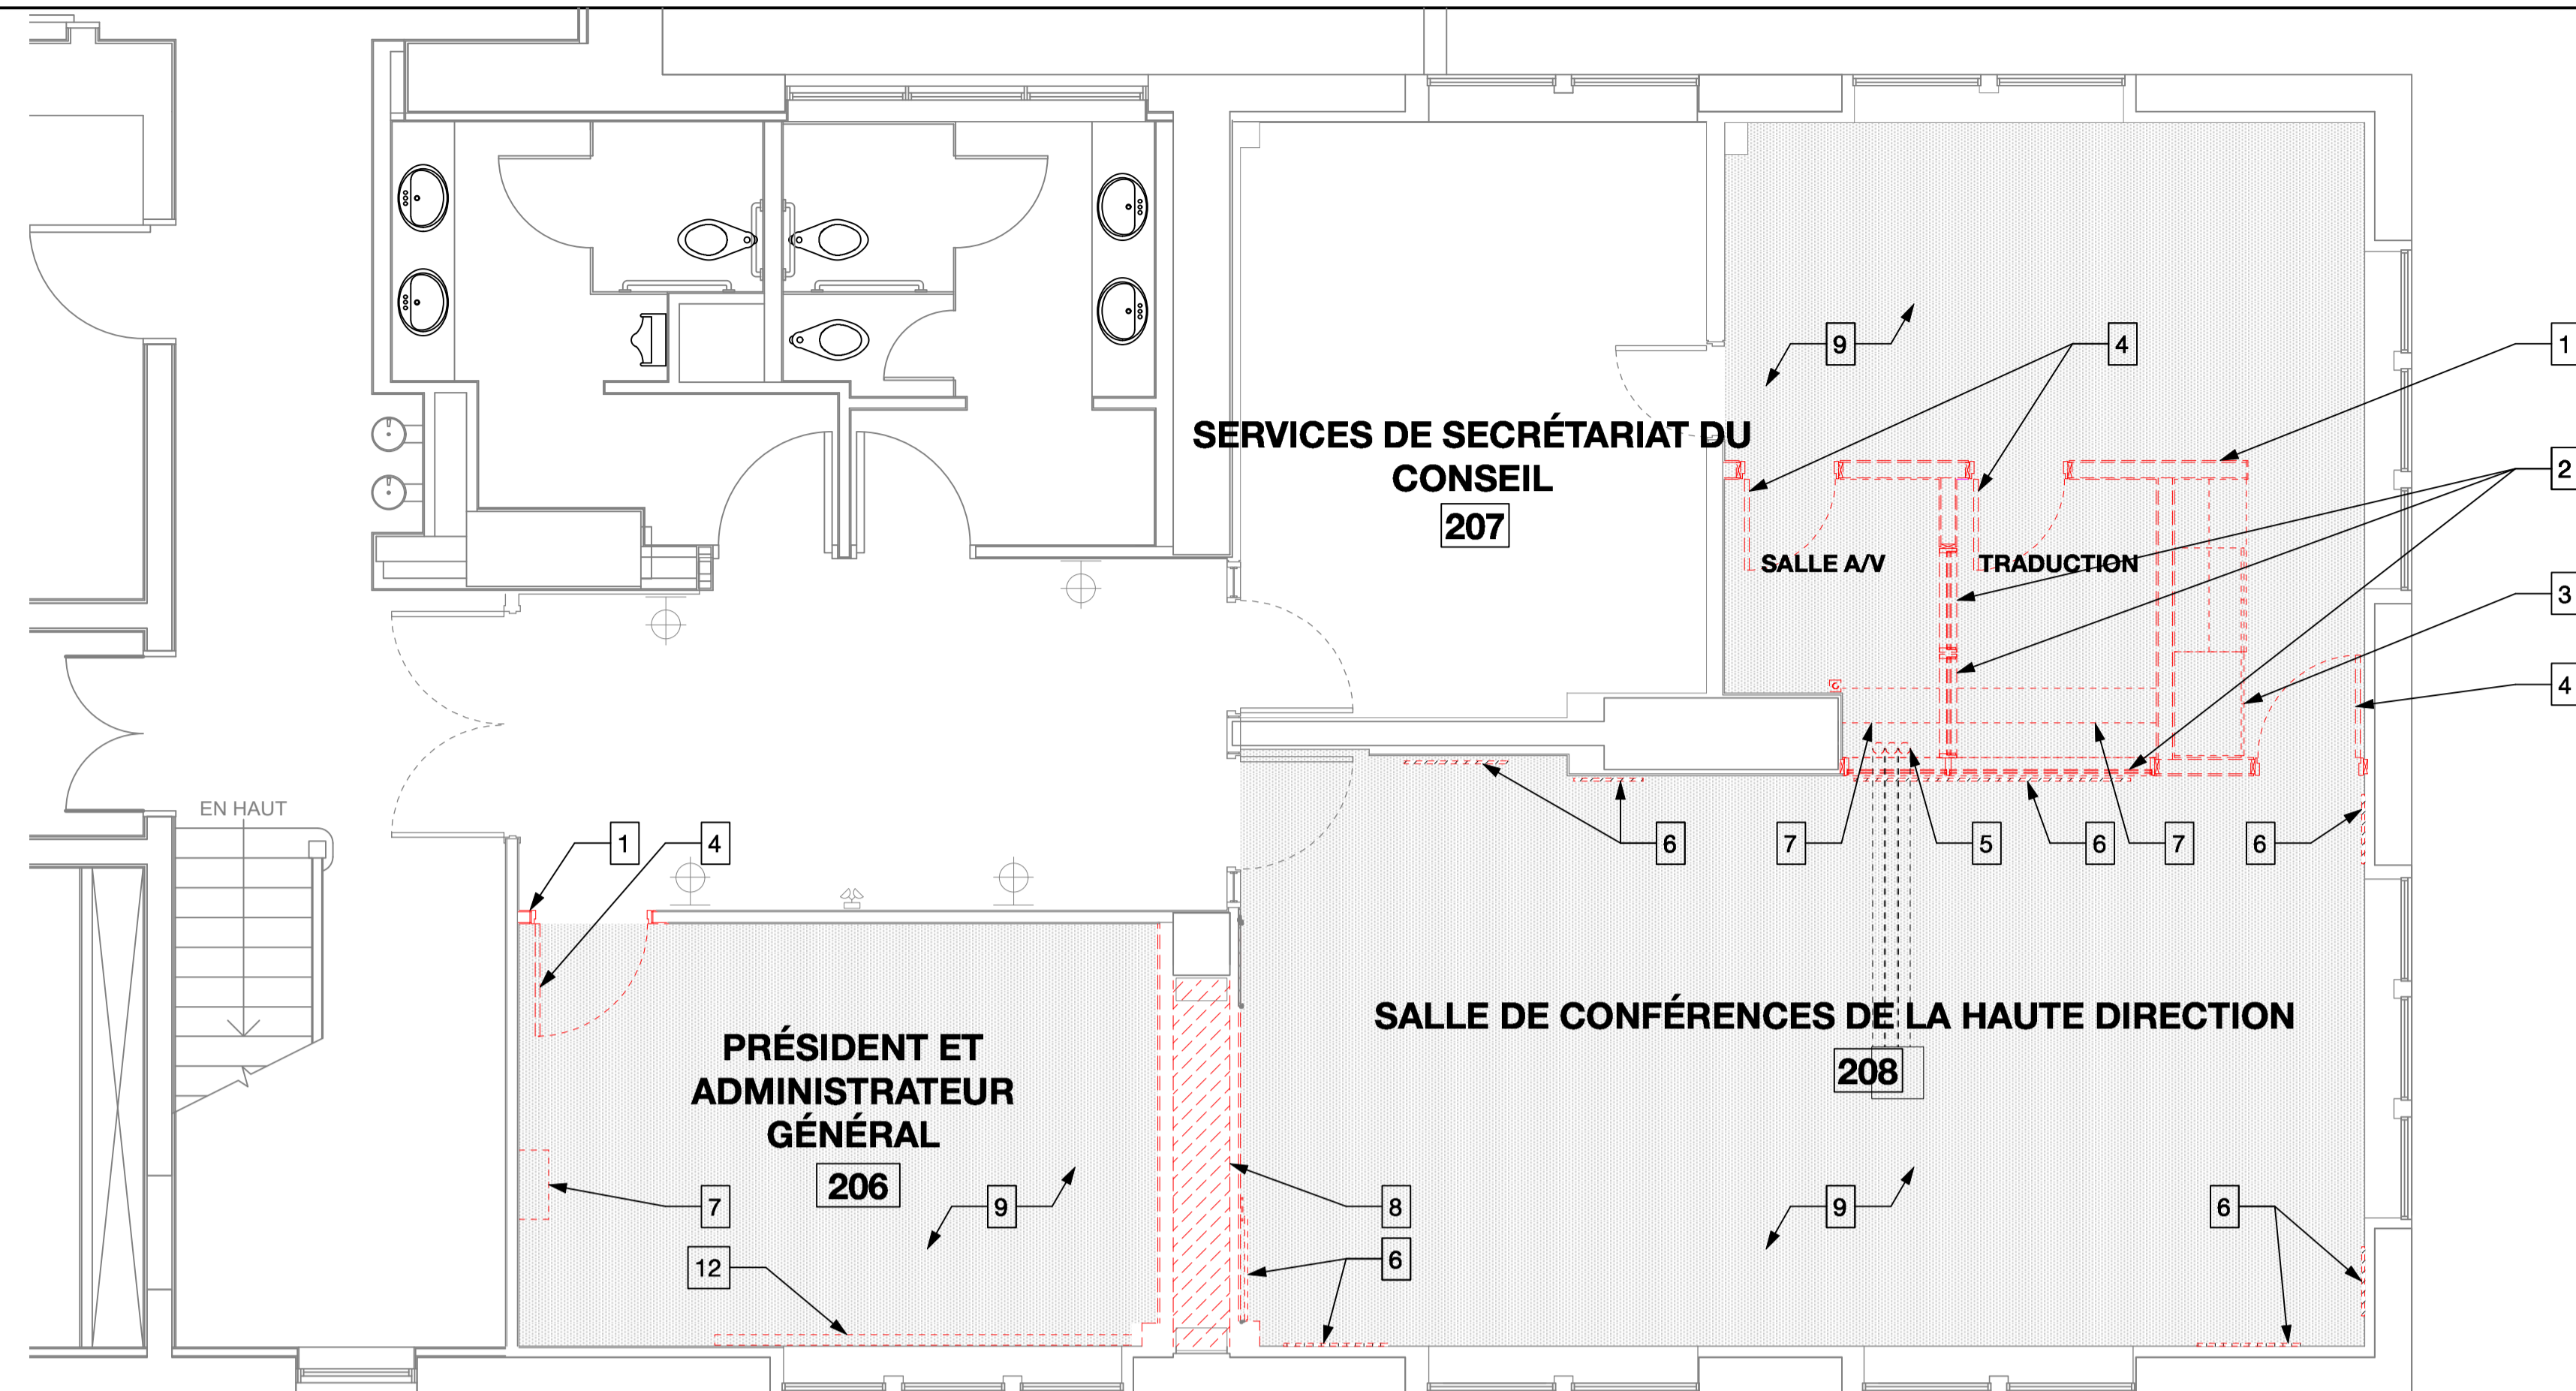 9
4
1
SERVICES DE SECRÉTARIAT DU
CONSEIL
207
2
SALLE A/V
TRADUCTION
3
4
EN HAUT
1
4
6
7
5
6
7
6
SALLE DE CONFÉRENCES DE LA HAUTE DIRECTION
208
PRÉSIDENT ET
ADMINISTRATEUR
GÉNÉRAL
206
7
9
8
9
6
12
6